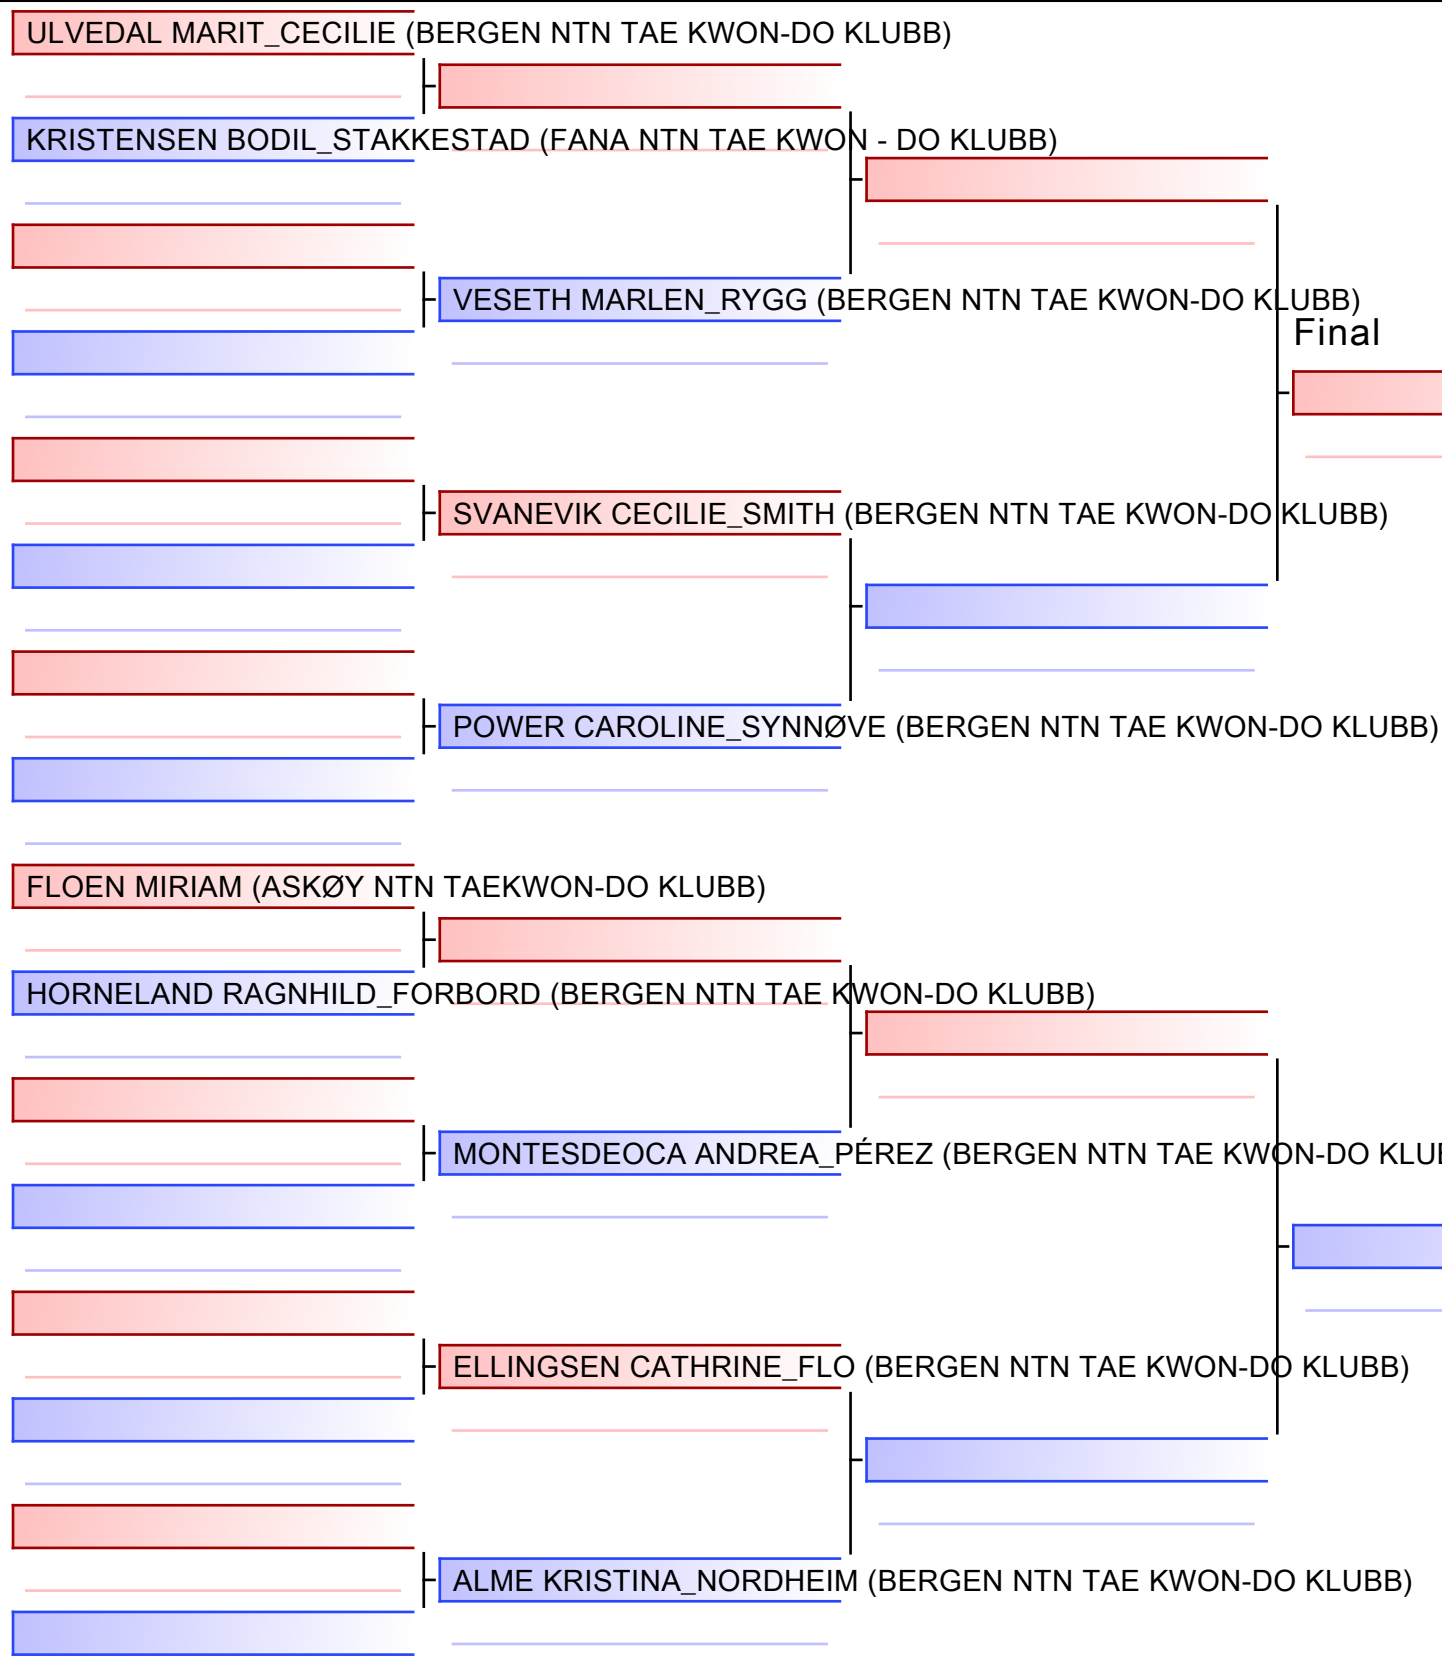 ULVEDAL MARIT_CECILIE (BERGEN NTN TAE KWON-DO KLUBB)
KRISTENSEN BODIL_STAKKESTAD (FANA NTN TAE KWON - DO KLUBB)
VESETH MARLEN_RYGG (BERGEN NTN TAE KWON-DO KLUBB)
Final
SVANEVIK CECILIE_SMITH (BERGEN NTN TAE KWON-DO KLUBB)
POWER CAROLINE_SYNNØVE (BERGEN NTN TAE KWON-DO KLUBB)
FLOEN MIRIAM (ASKØY NTN TAEKWON-DO KLUBB)
HORNELAND RAGNHILD_FORBORD (BERGEN NTN TAE KWON-DO KLUBB)
MONTESDEOCA ANDREA_PÉREZ (BERGEN NTN TAE KWON-DO
ELLINGSEN CATHRINE_FLO (BERGEN NTN TAE KWON-DO KLUBB)
ALME KRISTINA_NORDHEIM (BERGEN NTN TAE KWON-DO KLUBB)